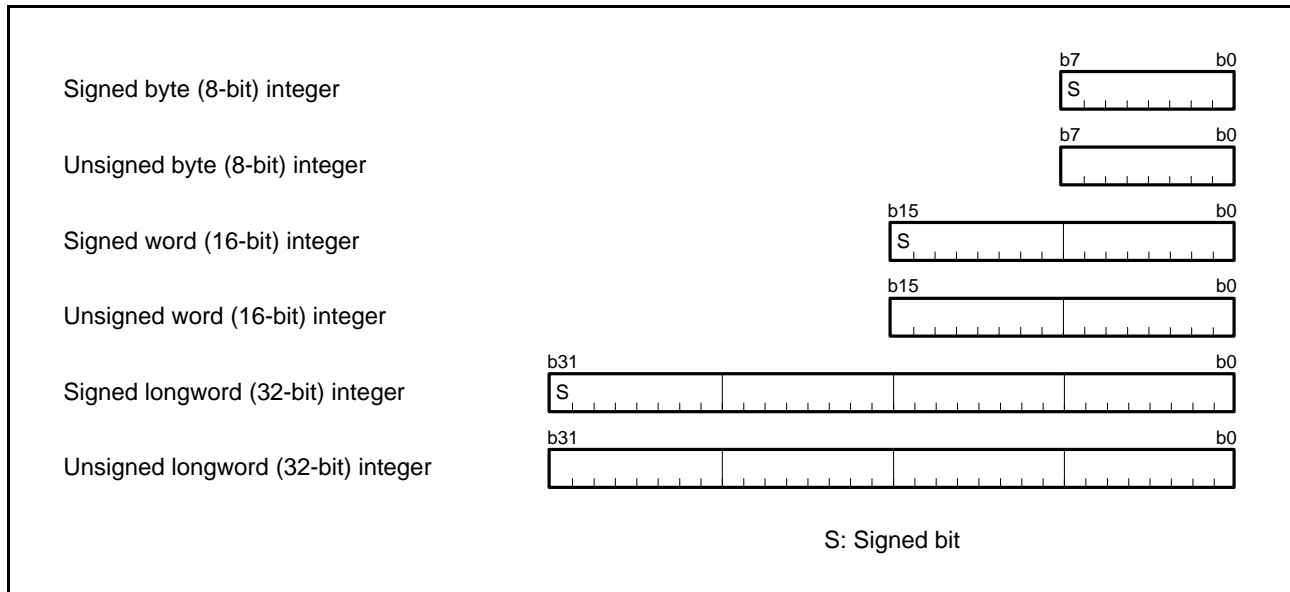 b7 b0
Signed byte (8-bit) integer S
b7 b0
Unsigned byte (8-bit) integer
b15 b0
Signed word (16-bit) integer S
b15 b0
Unsigned word (16-bit) integer
b31 b0
Signed longword (32-bit) integer S
b31 b0
Unsigned longword (32-bit) integer
S: Signed bit